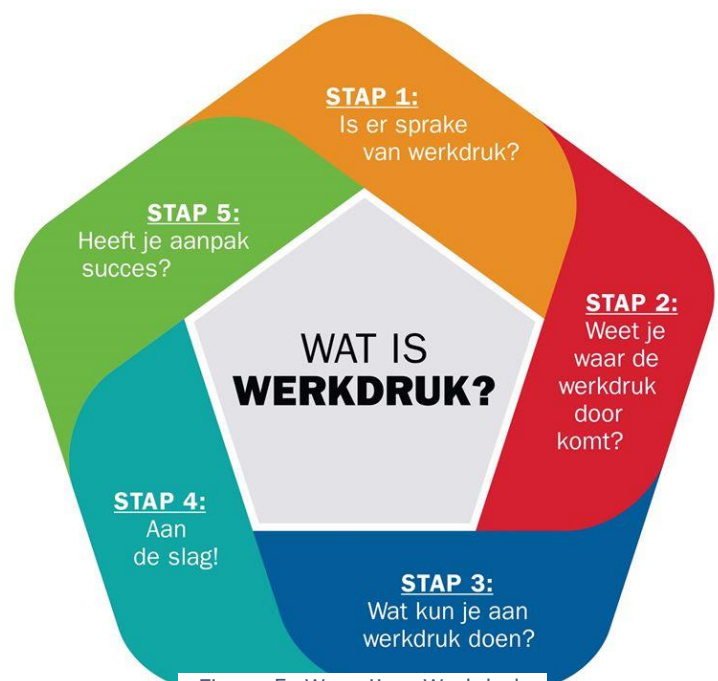 STAP 1:
Is er sprake
van werkdruk?
STAP 2:
Weet je
waar de
werkdruk
door
komt?
STAP 3:
Wat kun je aan
werkdruk doen?
STAP 4:
Aan
de slag!
STAP 5:
Heeft je aanpak
succes?
WAT IS
WERKDRUK?